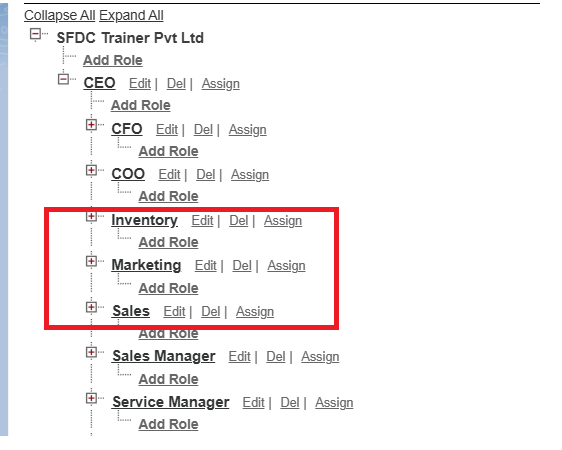 Collapse All Expand All
SFDC Trainer Pvt Ltd
Add Role
CEO Edit | Del | Assign
Add Role
CFO Edit | Del | Assign
Add Role
COO Edit | Del | Assign
Add Role
Inventory Edit | Del | Assign
Add Role
Marketing Edit | Del | Assign
Add Role
Sales Edit | Del | Assign
Add Role
Sales Manager Edit | Del | Assign
Add Role
Service Manager Edit | Del | Assign
Add Role